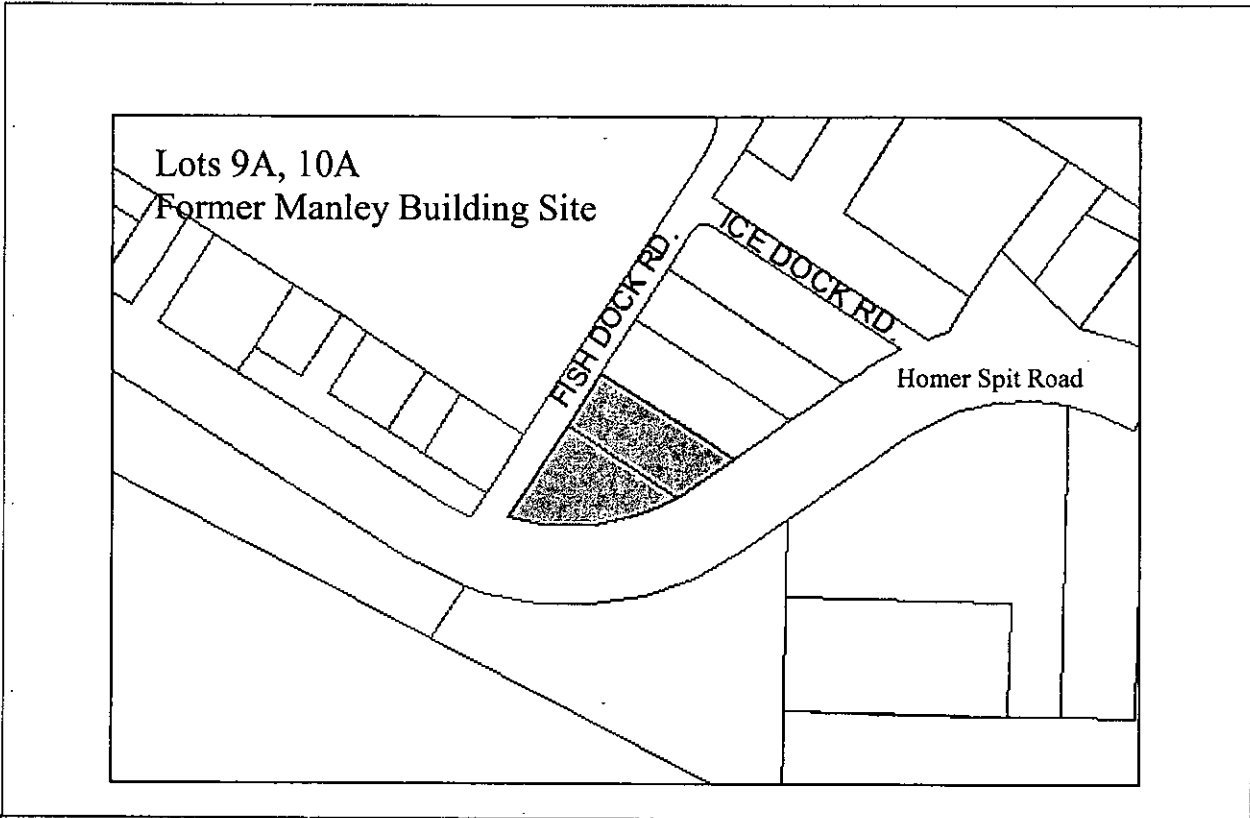 Lots 9A, 10A
Former Manley Building Site
FISH DOCK RD.
ICE DOCK RD.
Homer Spit Road